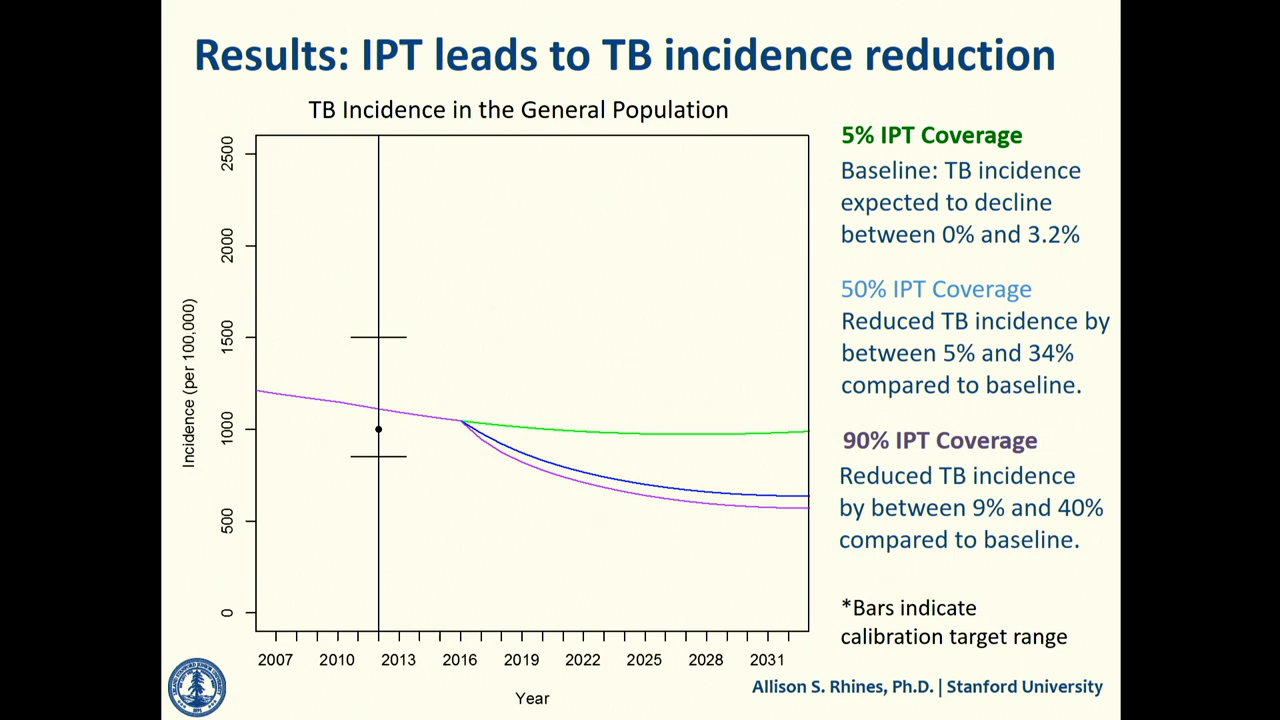 Results: IPT leads to TB incidence reduction
TB Incidence in the General Population
Incidence (per 100,000)
2500
2000
1500
1000
500
0
2007 2010 2013 2016 2019 2022 2025 2028 2031
Year
5% IPT Coverage
Baseline: TB incidence
expected to decline
between 0% and 3.2%
50% IPT Coverage
Reduced TB incidence by
between 5% and 34%
compared to baseline.
90% IPT Coverage
Reduced TB incidence
by between 9% and 40%
compared to baseline.
*Bars indicate
calibration target range
Allison S. Rhines, Ph.D. | Stanford University